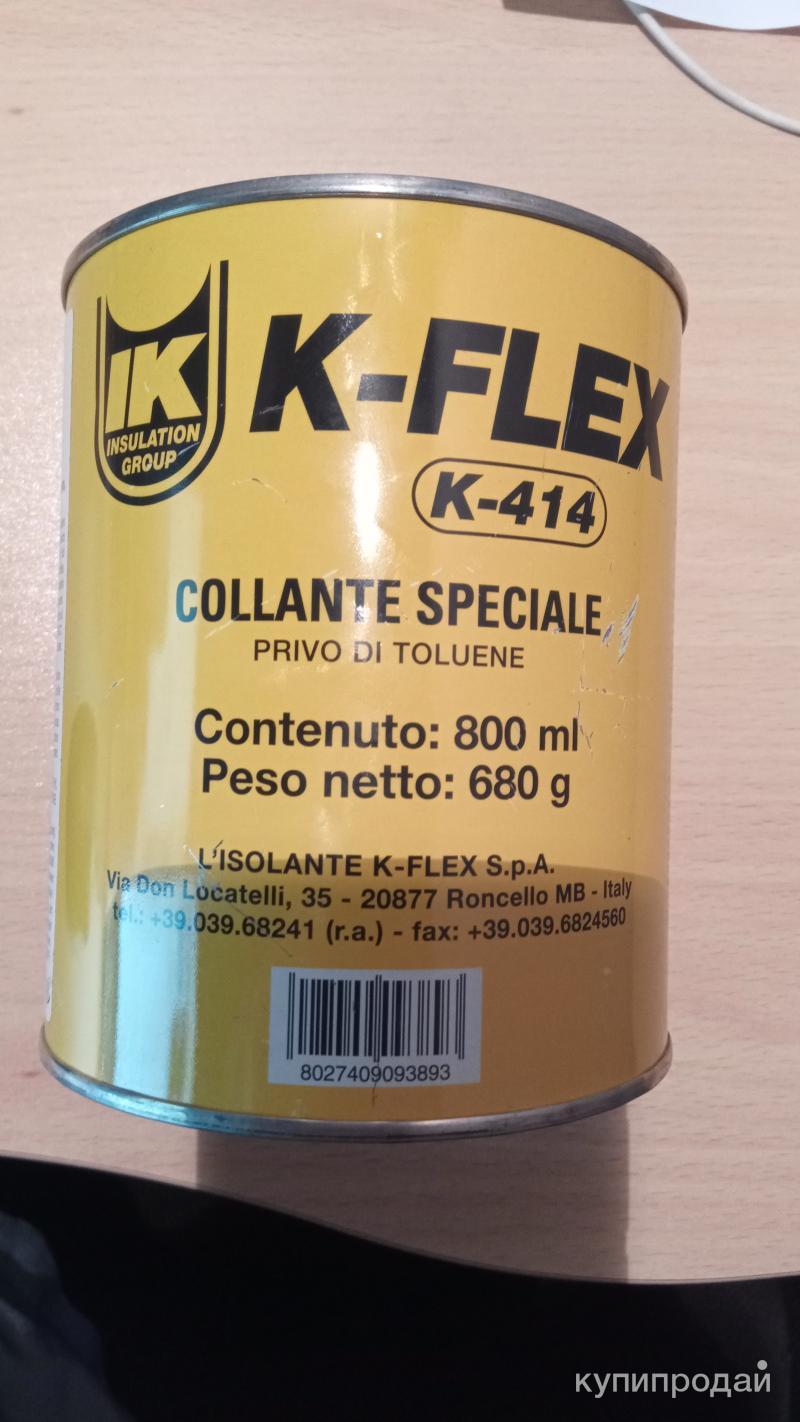 IK
INSULATION
GROUP
K-FLEX
K-414
COLLANTE SPECIALE
PRIVO DI TOLUENE
Contenuto: 800 ml
Peso netto: 680 g
L'ISOLANTE K-FLEX S.p.A.
Via Don Locatelli, 35 - 20877 Roncello MB - Italy
tel.: +39.039.68241 (r.a.) - fax: +39.039.6824560
8027409093893
купипродай